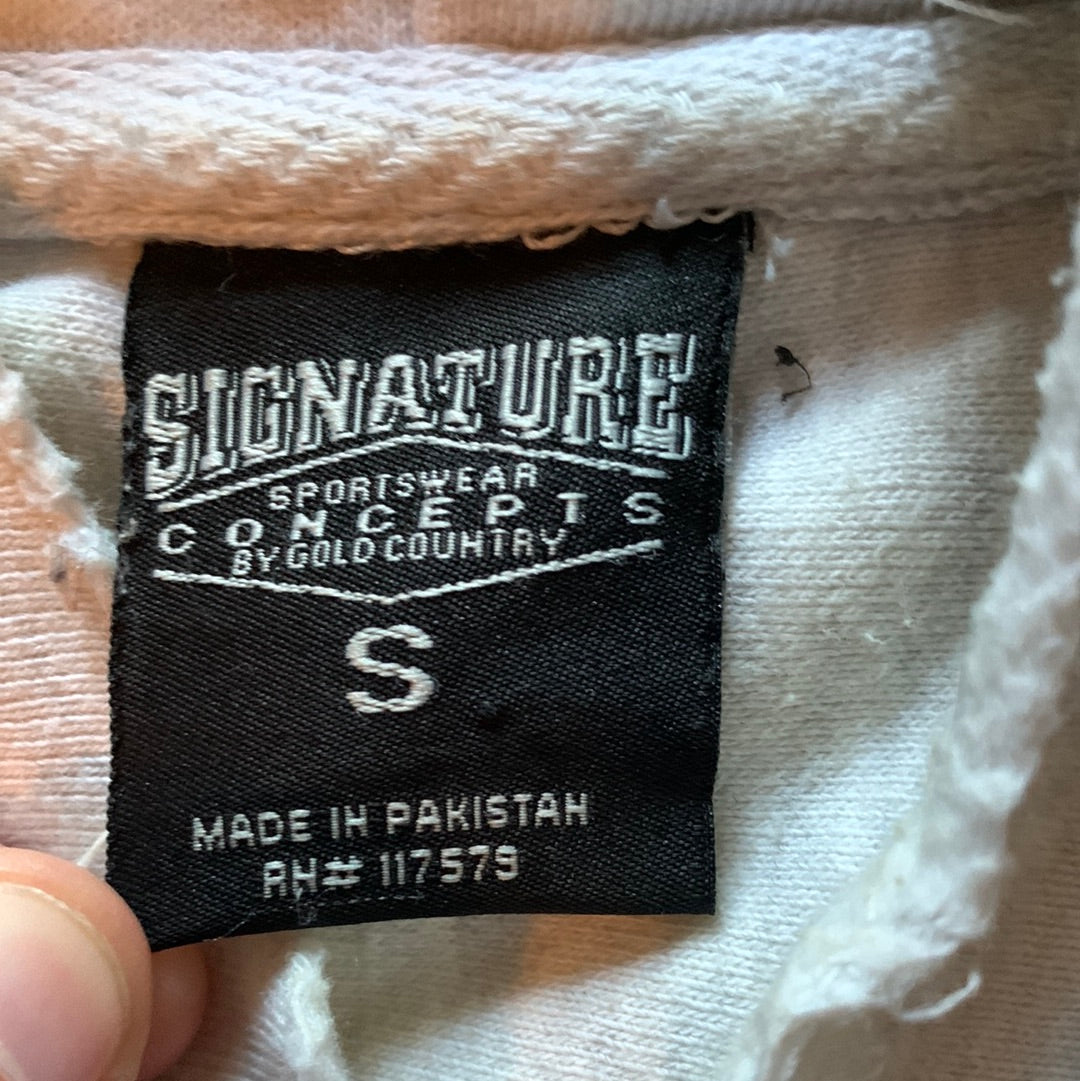 SIGNATURE
SPORTSWEAR
CONCEPTS
BY GOLD COUNTRY
S
MADE IN PAKISTAN
RN# 117579